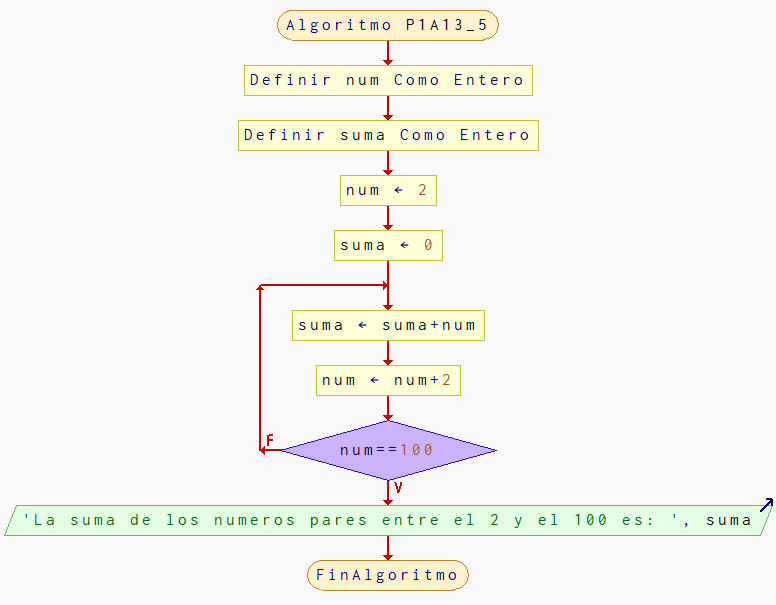 Algoritmo P1A13_5
Definir num Como Entero
Definir suma Como Entero
num ← 2
suma ← 0
suma ← suma+num
num ← num+2
F
num==100
V
'La suma de los numeros pares entre el 2 y el 100 es: ', suma
FinAlgoritmo